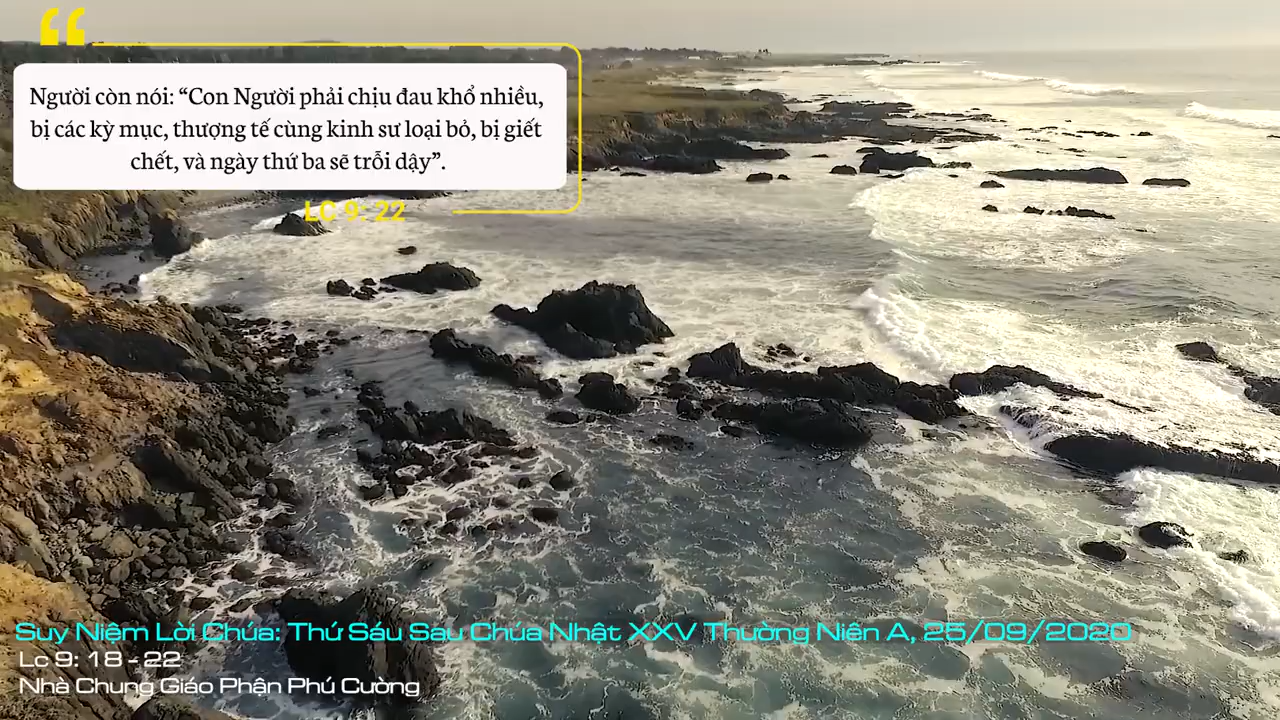 Người còn nói: “Con Người phải chịu đau khổ nhiều,
bị các kỳ mục, thượng tế cùng kinh sư loại bỏ, bị giết
chết, và ngày thứ ba sẽ trỗi dậy”.
LC 9: 22
Suy Niệm Lời Chúa: Thứ Sáu Sau Chúa Nhật XXV Thường Niên A, 25/09/2020
Lc 9: 18 - 22
Nhà Chung Giáo Phận Phú Cường